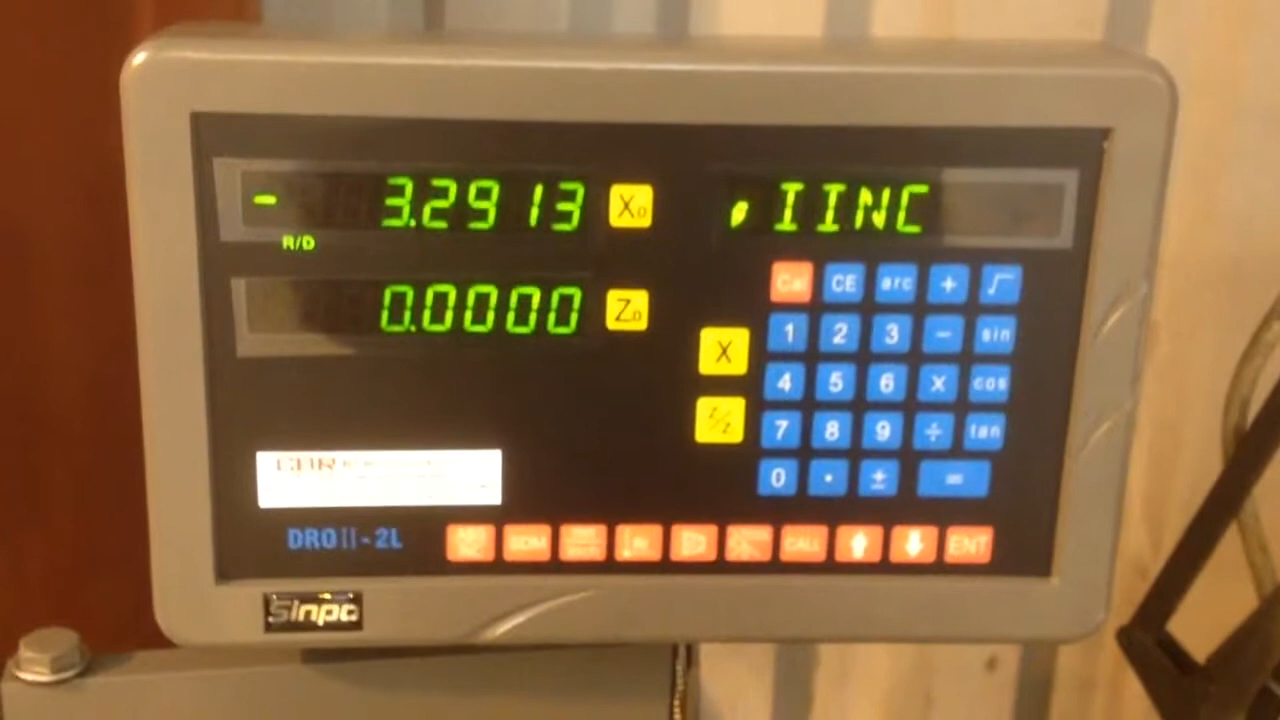 - 3.2913 X₀ IINC
R/D
0.0000 Z₀
Cal CE arc + √
X 1 2 3 - sin
4 5 6 X cos
Z/Z 7 8 9 ÷ tan
0 . ± =
DRO II-2L
CALL ENT
Sinpo